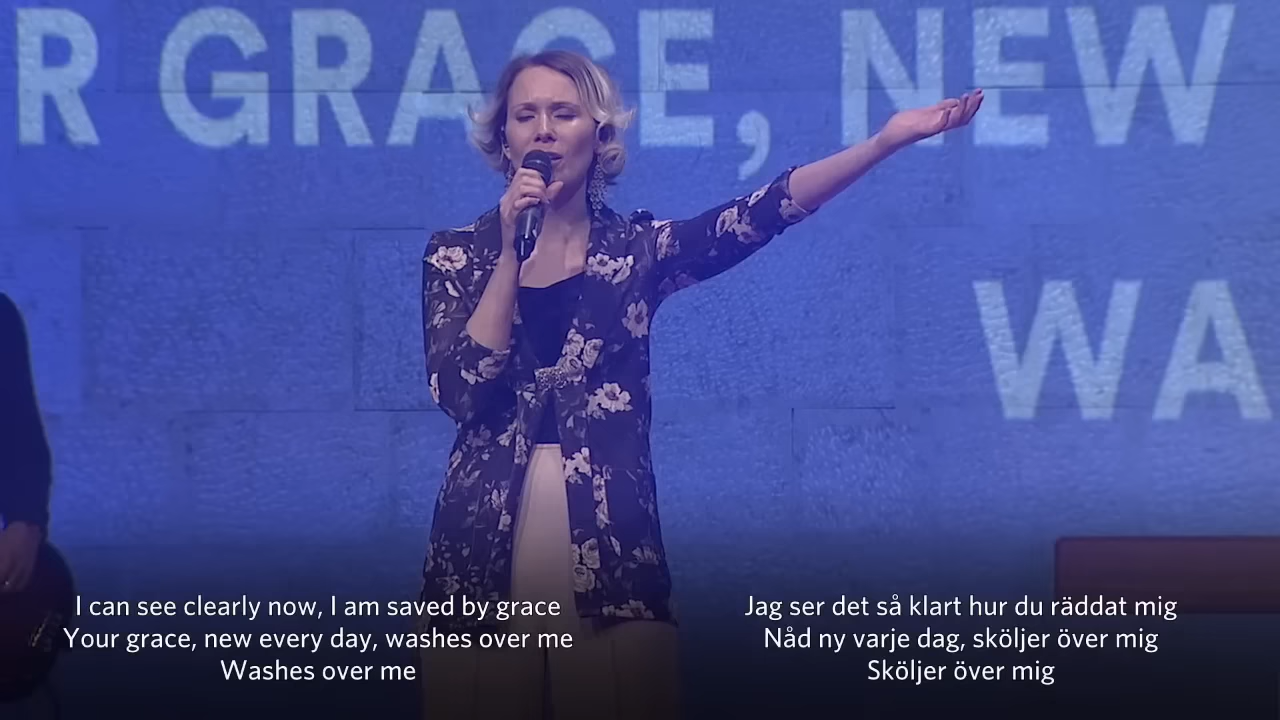 R GRACE, NEW
WA
I can see clearly now, I am saved by grace
Your grace, new every day, washes over me
Washes over me
Jag ser det så klart hur du räddat mig
Nåd ny varje dag, sköljer över mig
Sköljer över mig